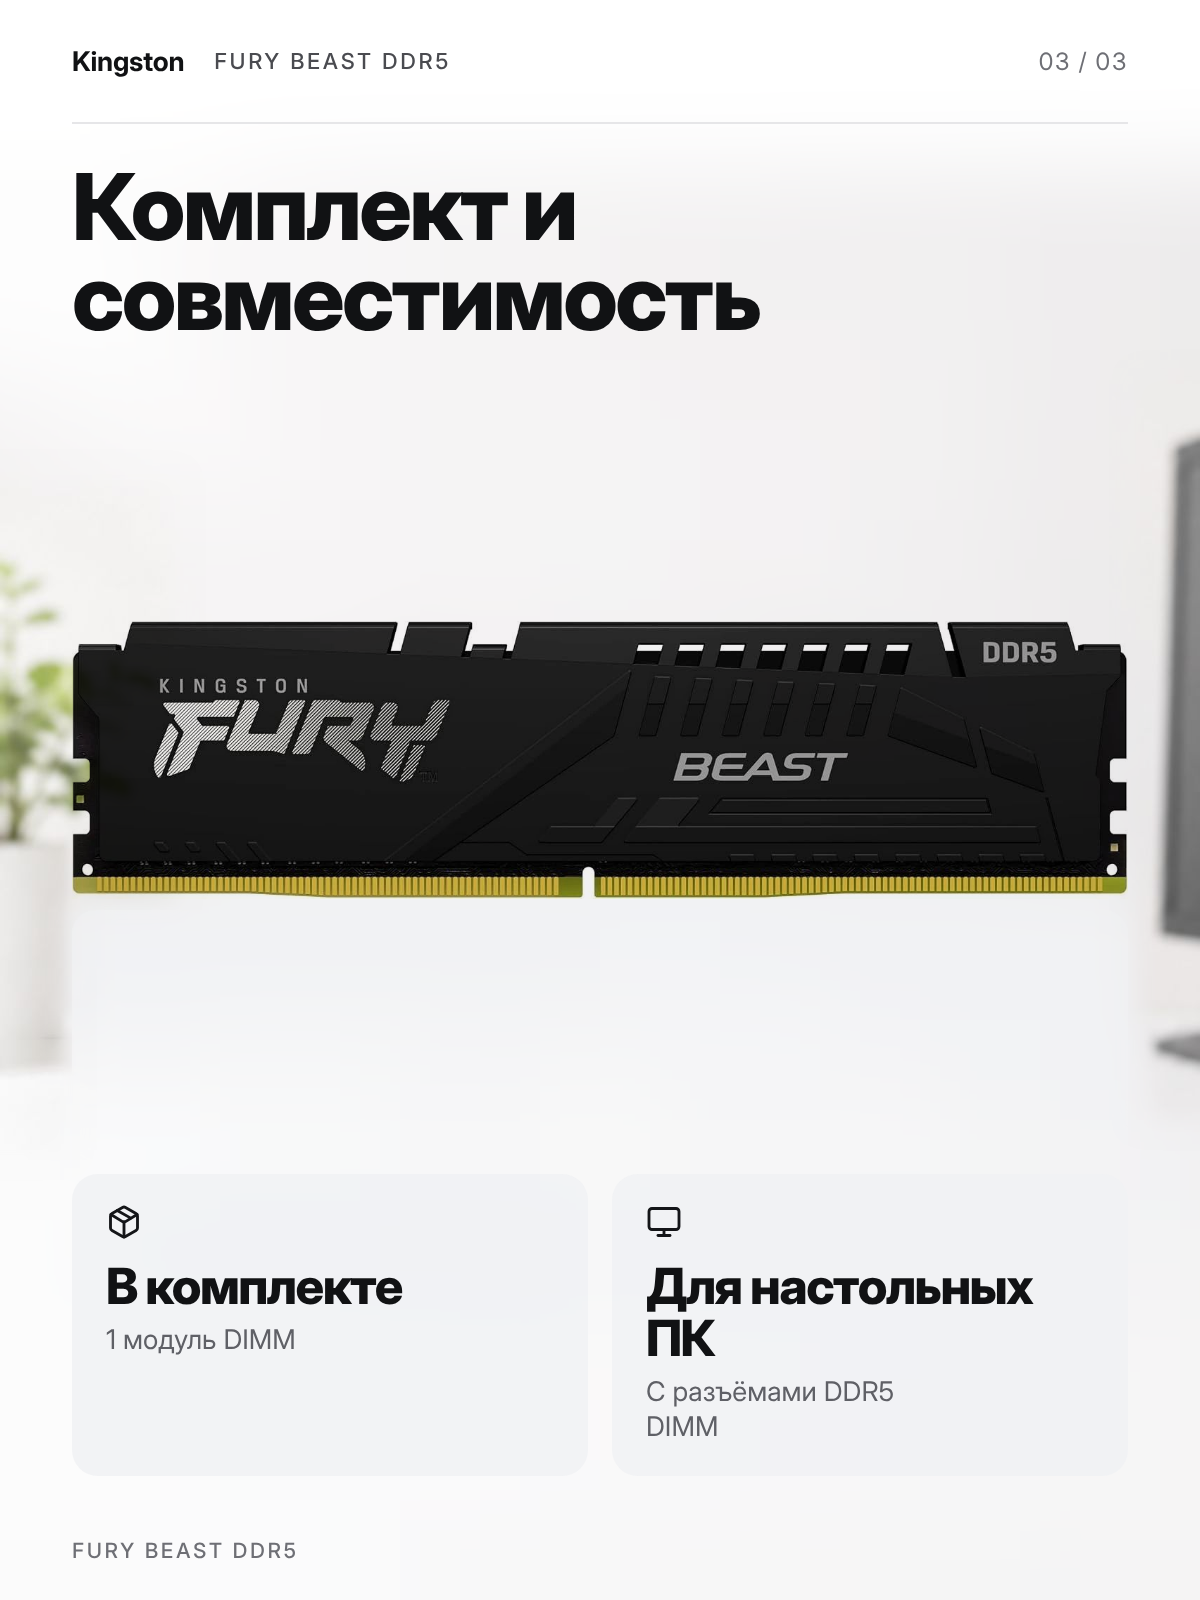 Kingston FURY BEAST DDR5 03 / 03
Комплект и
совместимость
DDR5
KINGSTON
FURY
BEAST
В комплекте
1 модуль DIMM
Для настольных
ПК
С разъёмами DDR5
DIMM
FURY BEAST DDR5